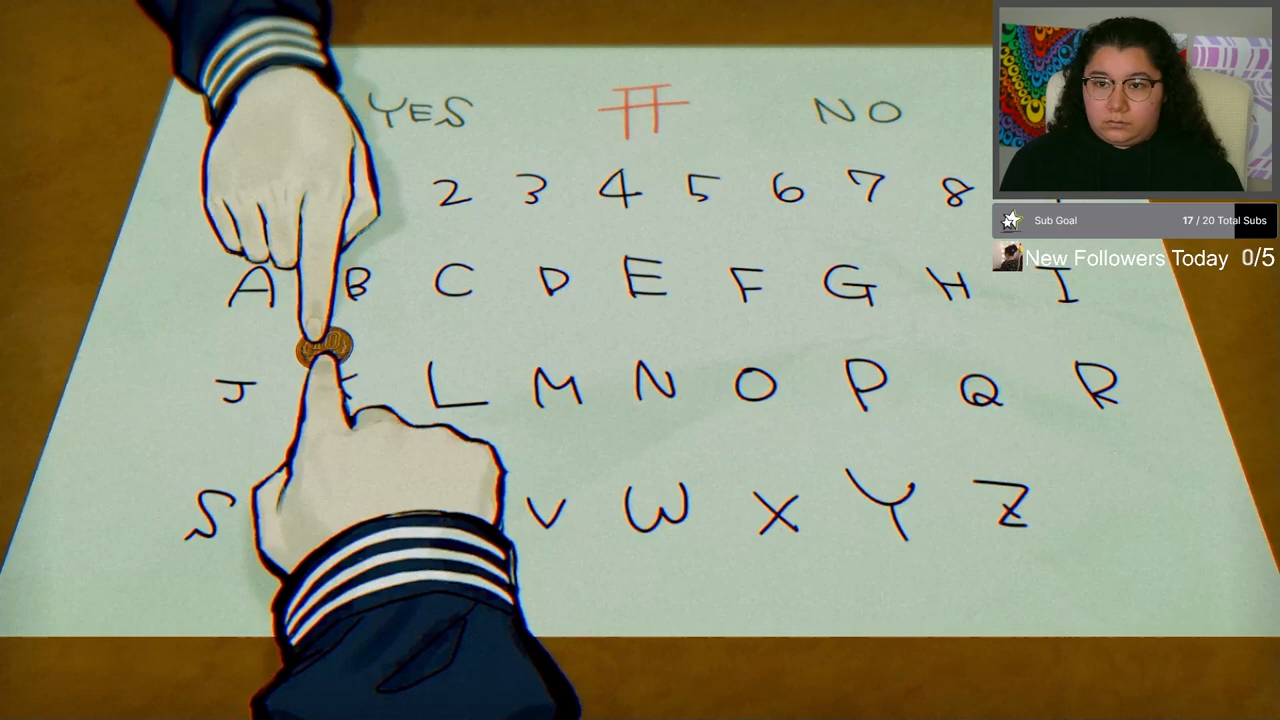 YES NO
2 3 4 5 6 7 8
A B C D E F G H I
J L M N O P Q R
S V W X Y Z
10
Sub Goal 17 / 20 Total Subs
New Followers Today 0/5